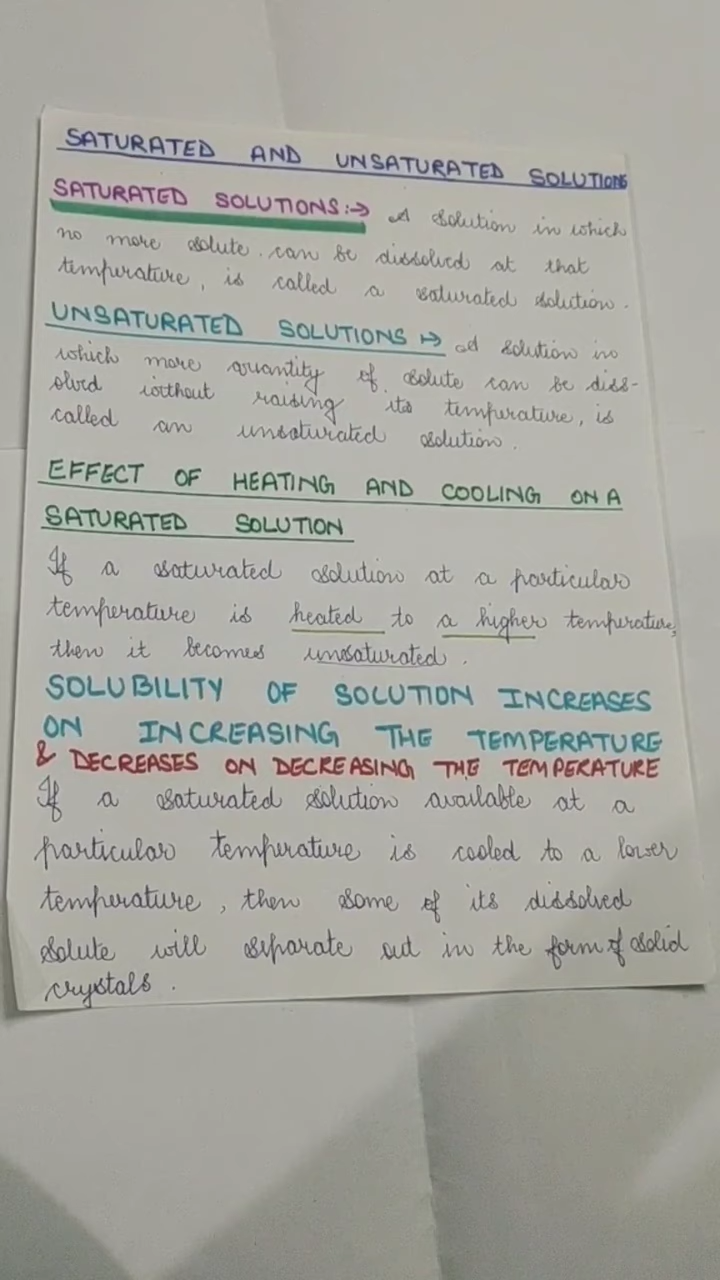 SATURATED AND UNSATURATED SOLUTIONS
SATURATED SOLUTIONS:→ A solution in which
no more solute can be dissolved at that
temperature, is called a saturated solution.
UNSATURATED SOLUTIONS → A solution in
which more quantity of solute can be diss-
olved without raising its temperature, is
called an unsaturated solution.
EFFECT OF HEATING AND COOLING ON A
SATURATED SOLUTION
If a saturated solution at a particular
temperature is heated to a higher temperature,
then it becomes unsaturated.
SOLUBILITY OF SOLUTION INCREASES
ON INCREASING THE TEMPERATURE
& DECREASES ON DECREASING THE TEMPERATURE
If a saturated solution available at a
particular temperature is cooled to a lower
temperature, then some of its dissolved
solute will separate out in the form of solid
crystals.